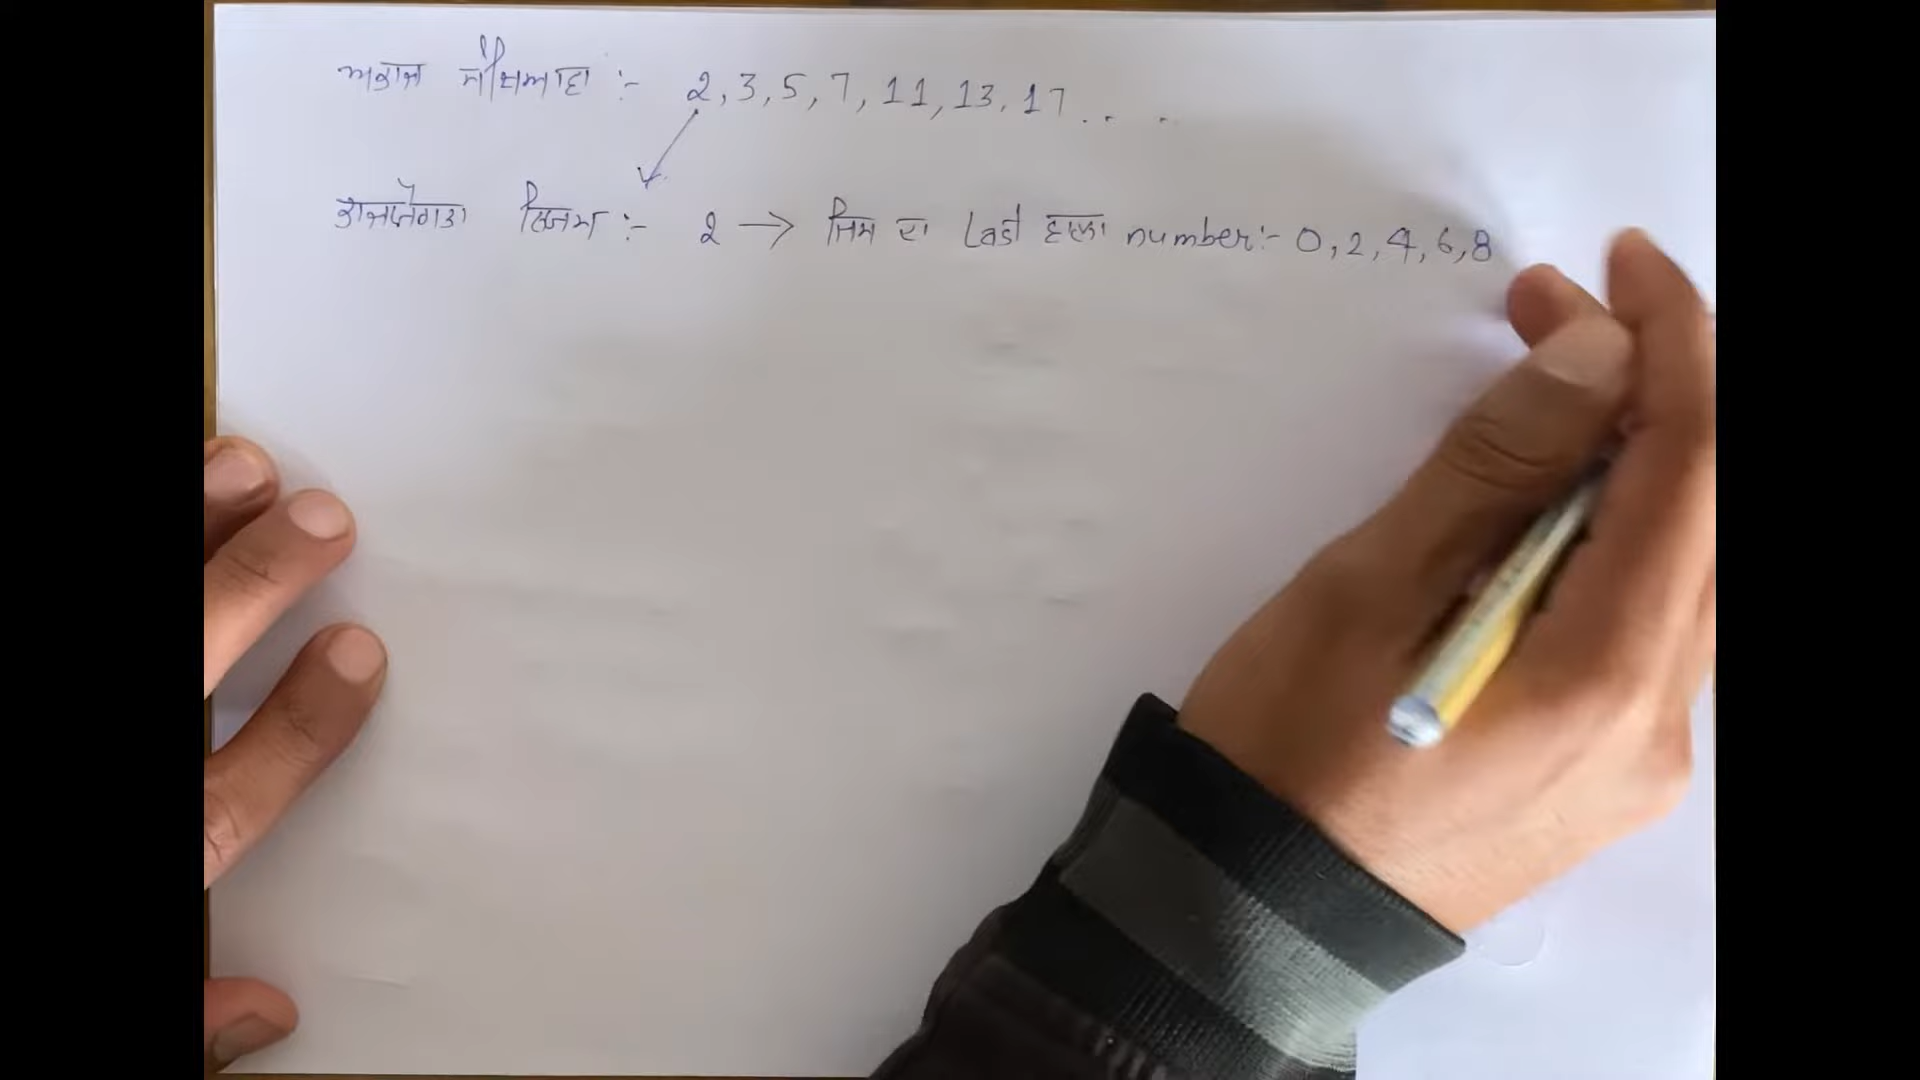 ਅਭਾਜ ਸੰਖਿਆਵਾਂ :- 2, 3, 5, 7, 11, 13, 17 . . . .
ਭਾਜਯੋਗਤਾ ਨਿਯਮ :- 2 → ਜਿਸ ਦਾ Last ਵਾਲਾ number :- 0, 2, 4, 6, 8